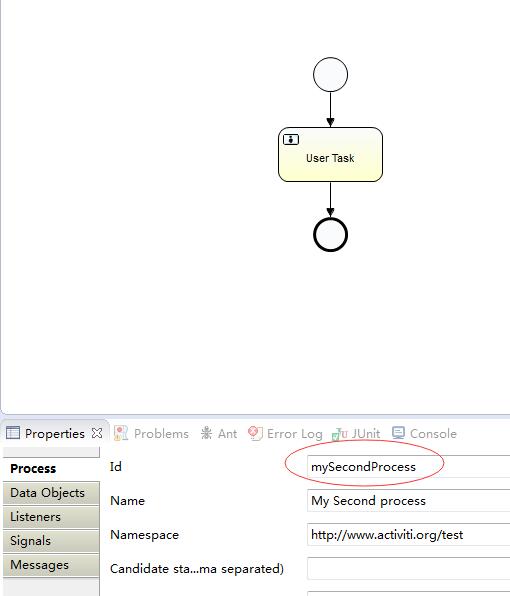 User Task
Properties Problems Ant Error Log JUnit Console
Process
Data Objects
Listeners
Signals
Messages
Id mySecondProcess
Name My Second process
Namespace http://www.activiti.org/test
Candidate sta...ma separated)